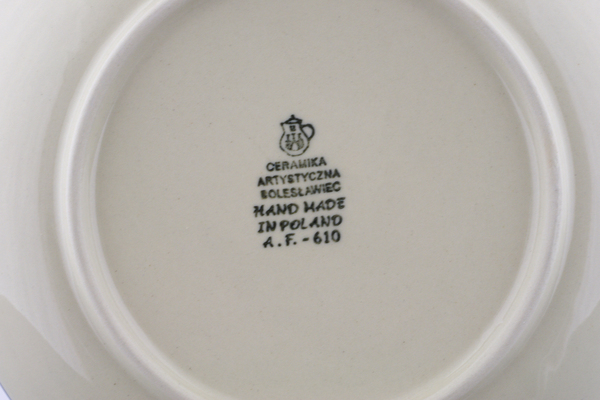 CERAMIKA
ARTYSTYCZNA
BOLESŁAWIEC
HAND MADE
IN POLAND
A.F.-610